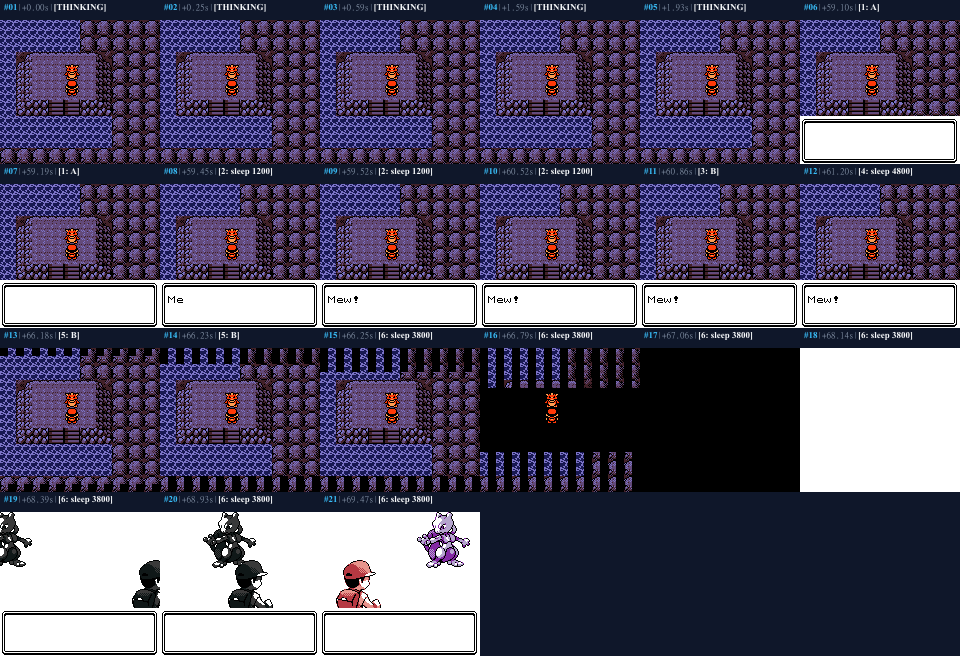 #01|+0.00s| [THINKING]
#02|+0.25s| [THINKING]
#03|+0.59s| [THINKING]
#04|+1.59s| [THINKING]
#05|+1.93s| [THINKING]
#06|+59.10s| [1: A]
#07|+59.19s| [1: A]
#08|+59.45s| [2: sleep 1200]
#09|+59.52s| [2: sleep 1200]
#10|+60.52s| [2: sleep 1200]
#11|+60.86s| [3: B]
#12|+61.20s| [4: sleep 4800]
Me
Mew!
Mew!
Mew!
Mew!
#13|+66.18s| [5: B]
#14|+66.23s| [5: B]
#15|+66.25s| [6: sleep 3800]
#16|+66.79s| [6: sleep 3800]
#17|+67.06s| [6: sleep 3800]
#18|+68.14s| [6: sleep 3800]
#19|+68.39s| [6: sleep 3800]
#20|+68.93s| [6: sleep 3800]
#21|+69.47s| [6: sleep 3800]